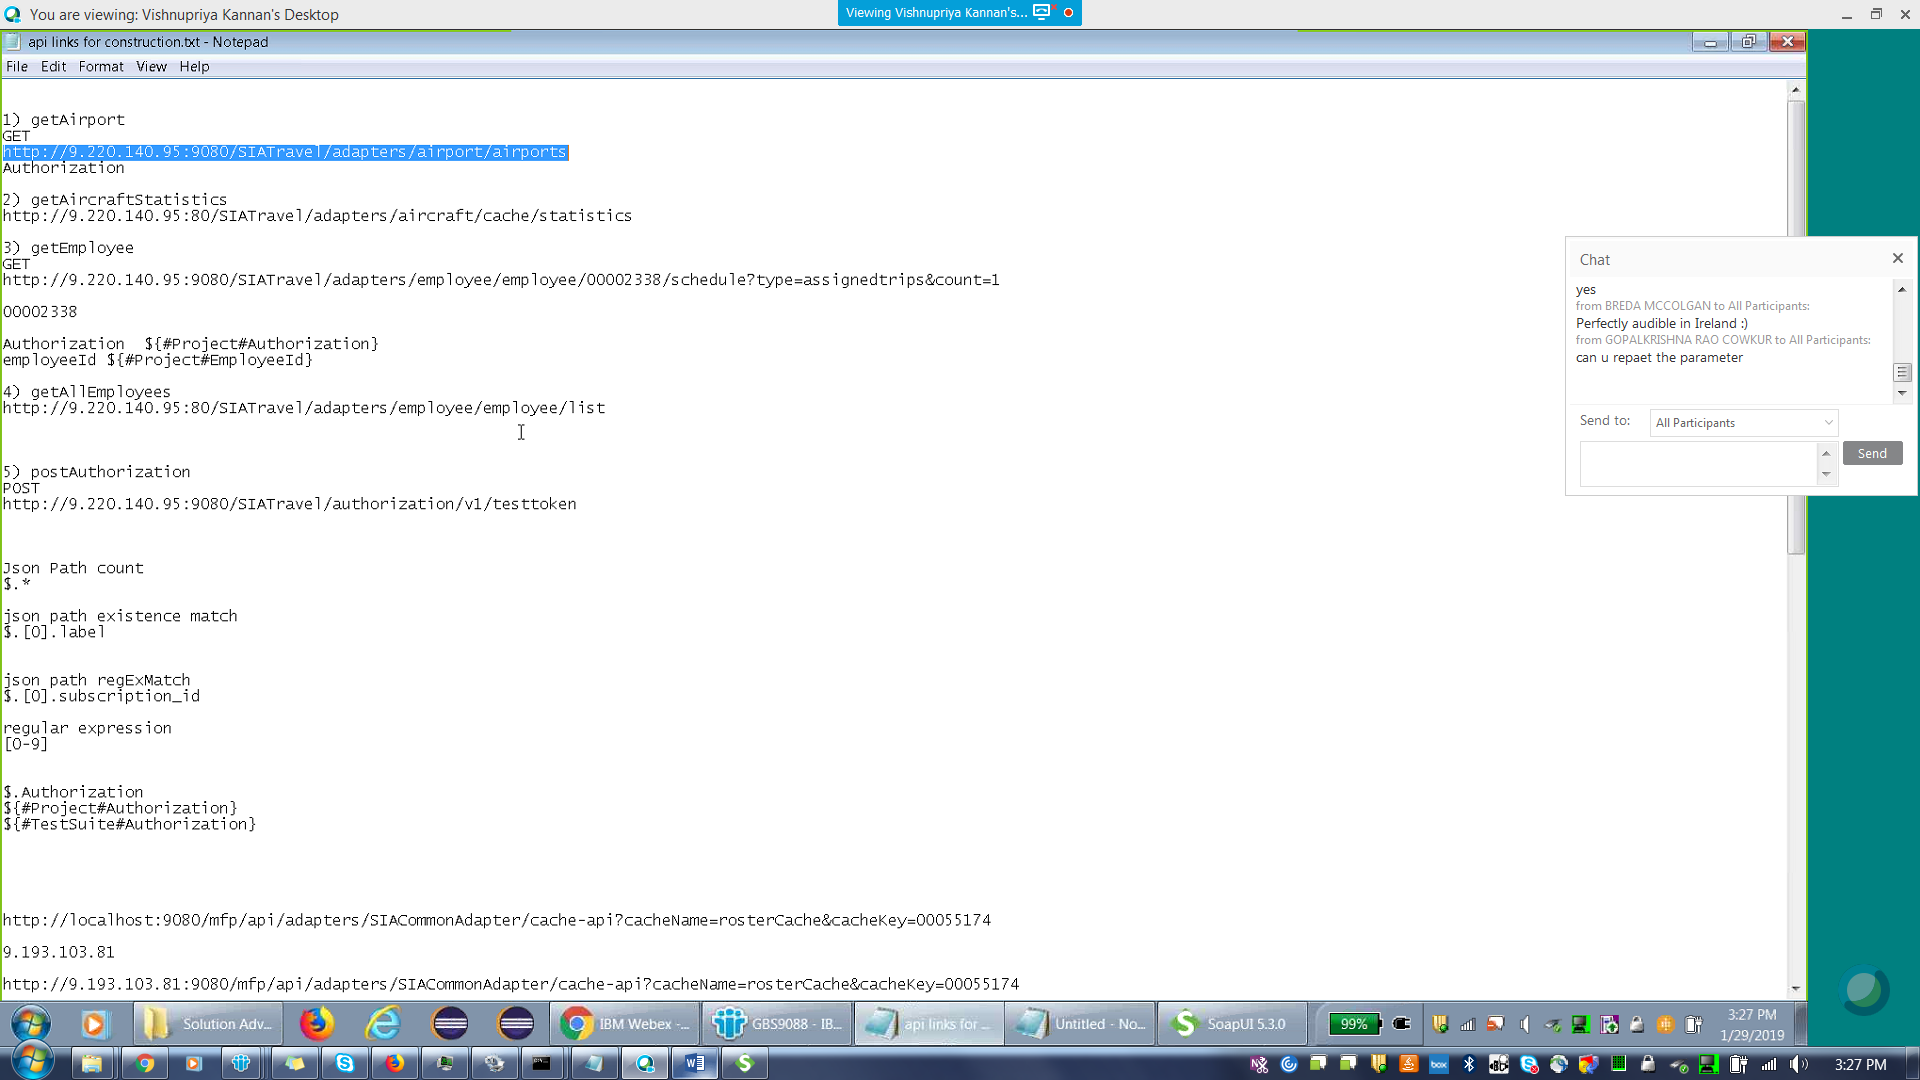 You are viewing: Vishnupriya Kannan's Desktop
Viewing Vishnupriya Kannan's...
api links for construction.txt - Notepad
File Edit Format View Help
1) getAirport
GET
http://9.220.140.95:9080/SIATravel/adapters/airport/airports
Authorization
2) getAircraftStatistics
http://9.220.140.95:80/SIATravel/adapters/aircraft/cache/statistics
3) getEmployee
GET
http://9.220.140.95:9080/SIATravel/adapters/employee/employee/00002338/schedule?type=assignedtrips&count=1
00002338
Authorization ${#Project#Authorization}
employeeId ${#Project#EmployeeId}
4) getAllEmployees
http://9.220.140.95:80/SIATravel/adapters/employee/employee/list
5) postAuthorization
POST
http://9.220.140.95:9080/SIATravel/authorization/v1/testtoken
Json Path count
$.*
json path existence match
$.[0].label
json path regExMatch
$.[0].subscription_id
regular expression
[0-9]
$.Authorization
${#Project#Authorization}
${#TestSuite#Authorization}
http://localhost:9080/mfp/api/adapters/SIACommonAdapter/cache-api?cacheName=rosterCache&cacheKey=00055174
9.193.103.81
http://9.193.103.81:9080/mfp/api/adapters/SIACommonAdapter/cache-api?cacheName=rosterCache&cacheKey=00055174
Chat
yes
from BREDA MCCOLGAN to All Participants:
Perfectly audible in Ireland :)
from GOPALKRISHNA RAO COWKUR to All Participants:
can u repaet the parameter
Send to: All Participants
Send
Solution Adv...
IBM Webex -...
GBS9088 - IB...
api links for ...
Untitled - No...
SoapUI 5.3.0
99%
3:27 PM
1/29/2019
3:27 PM